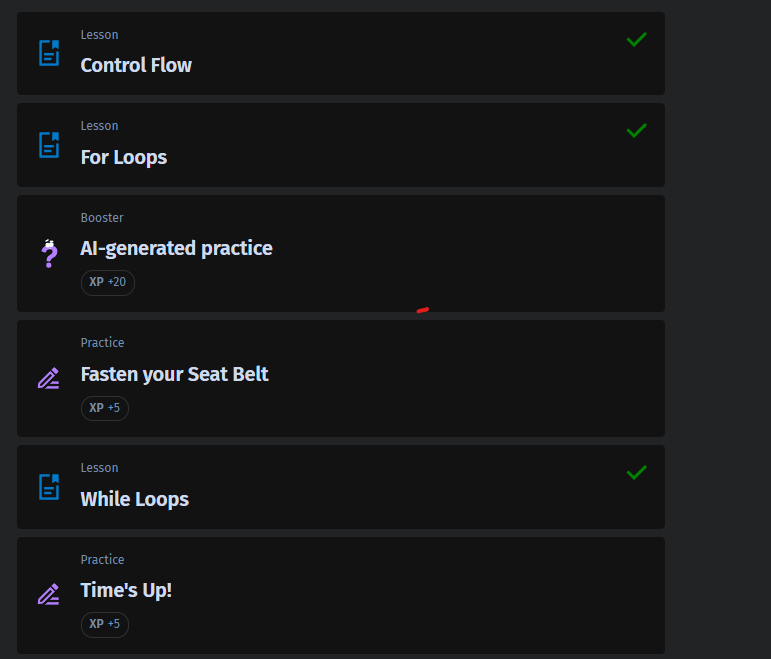 Lesson
Control Flow
Lesson
For Loops
Booster
AI-generated practice
XP +20
Practice
Fasten your Seat Belt
XP +5
Lesson
While Loops
Practice
Time's Up!
XP +5